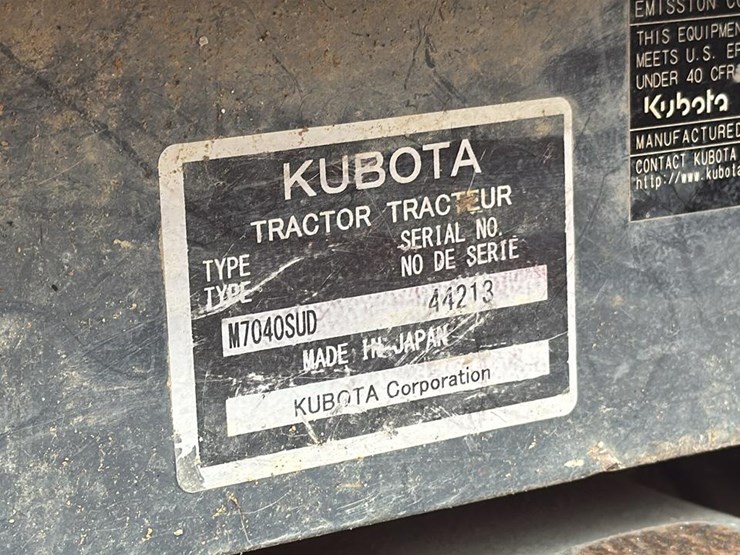 KUBOTA
TRACTOR TRACTEUR
TYPE SERIAL NO.
TYPE NO DE SERIE
M7040SUD 44213
MADE IN JAPAN
KUBOTA Corporation
EMISSION
THIS EQUIPMEN
MEETS U.S. EP
UNDER 40 CFR
Kubota
MANUFACTURED
CONTACT KUBOTA
http://www.kubota